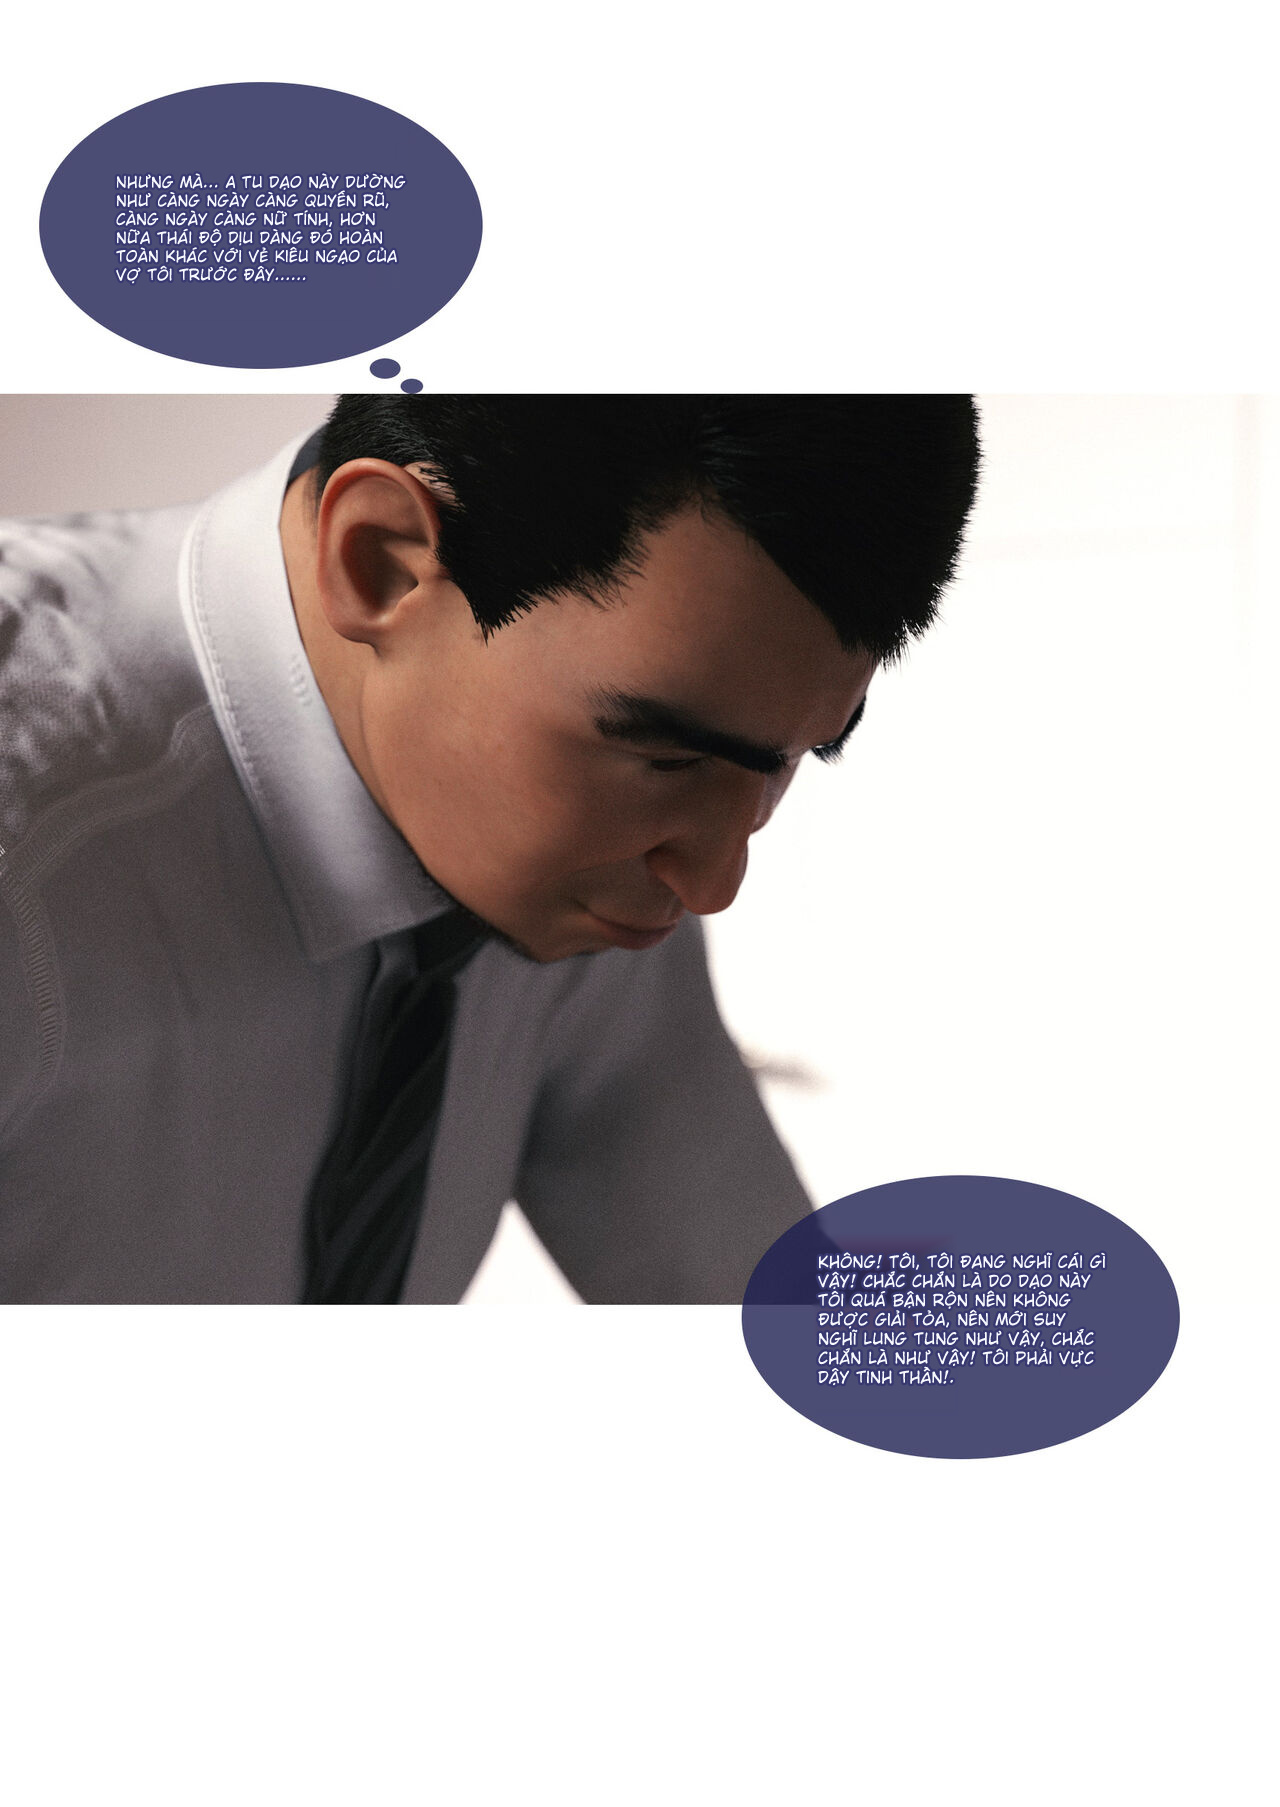 NHƯNG MÀ... A TU DẠO NÀY DƯỜNG
NHƯ CÀNG NGÀY CÀNG QUYẾN RŨ,
CÀNG NGÀY CÀNG NỮ TÍNH, HƠN
NỮA THÁI ĐỘ DỊU DÀNG ĐÓ HOÀN
TOÀN KHÁC VỚI VẺ KIÊU NGẠO CỦA
VỢ TÔI TRƯỚC ĐÂY......
KHÔNG! TÔI, TÔI ĐANG NGHĨ CÁI GÌ
VẬY! CHẮC CHẮN LÀ DO DẠO NÀY
TÔI QUÁ BẬN RỘN NÊN KHÔNG
ĐƯỢC GIẢI TỎA, NÊN MỚI SUY
NGHĨ LUNG TUNG NHƯ VẬY, CHẮC
CHẮN LÀ NHƯ VẬY! TÔI PHẢI VỰC
DẬY TINH THẦN!.